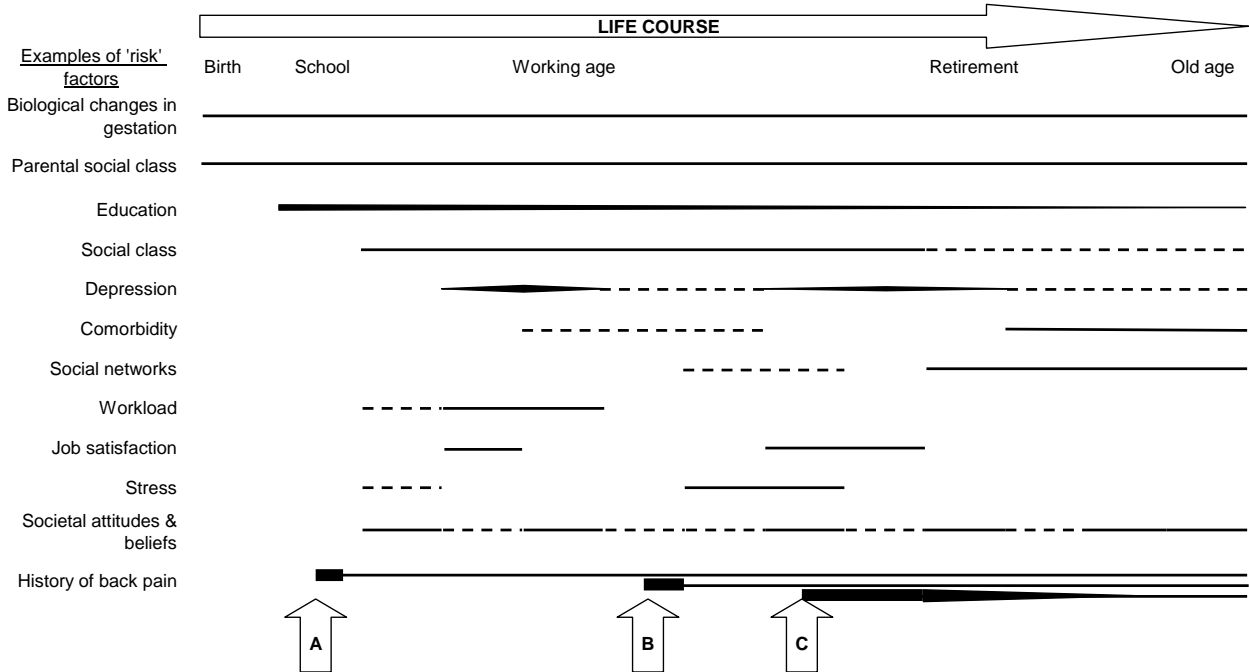 LIFE COURSE
Examples of 'risk'
factors
Birth School Working age Retirement Old age
Biological changes in
gestation
Parental social class
Education
Social class
Depression
Comorbidity
Social networks
Workload
Job satisfaction
Stress
Societal attitudes &
beliefs
History of back pain
A B C